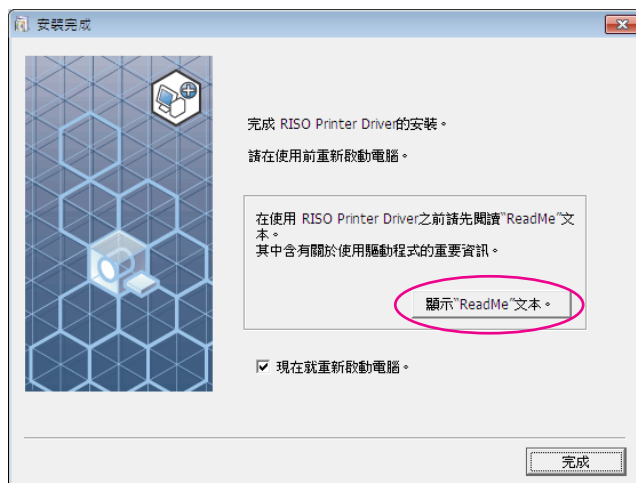 安裝完成
完成 RISO Printer Driver的安裝。
請在使用前重新啟動電腦。
在使用 RISO Printer Driver之前請先閱讀"ReadMe"文
本。
其中含有關於使用驅動程式的重要資訊。
顯示"ReadMe"文本。
現在就重新啟動電腦。
完成